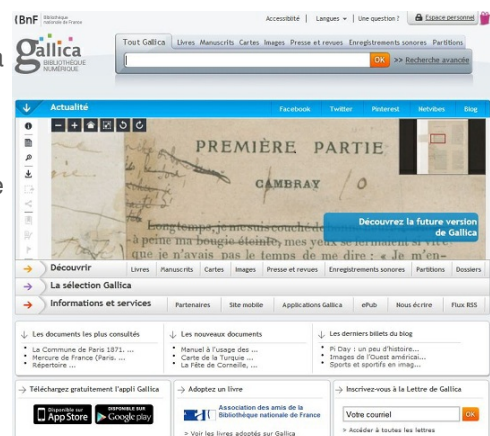 {BnF Bibliothèque nationale de France
Accessibilité | Langues | Une question ? Espace personnel
Gallica
BIBLIOTHÈQUE
NUMÉRIQUE
Tout Gallica Livres Manuscrits Cartes Images Presse et revues Enregistrements sonores Partitions
OK >> Recherche avancée
Actualité Facebook Twitter Pinterest Netvibes Blog
PREMIÈRE PARTIE
CAMBRAY
Longtemps, je me suis couché de
à peine ma bougie éteinte, mes yeux se fermaient si vite
que je n'avais pas le temps de me dire : « Je m'en-
Découvrez la future version
de Gallica
Découvrir Livres Manuscrits Cartes Images Presse et revues Enregistrements sonores Partitions Dossiers
La sélection Gallica
Informations et services Partenaires Site mobile Applications Gallica ePub Nous écrire Flux RSS
Les documents les plus consultés
La Commune de Paris 1871. ...
Mercure de France (Paris. ...
Répertoire ...
Les nouveaux documents
Manuel à l'usage des ...
Carte de la Turquie ...
La Fête de Corneille, ...
Les derniers billets du blog
Pi Day : un peu d'histoire...
Images de l'Ouest américai...
Sports et sportifs en imag...
Téléchargez gratuitement l'appli Gallica
Disponible sur
App Store
DISPONIBLE SUR
Google play
Adoptez un livre
Association des amis de la
Bibliothèque nationale de France
> Voir les livres adoptés sur Gallica
Inscrivez-vous à la Lettre de Gallica
Votre courriel OK
> Accéder à toutes les lettres